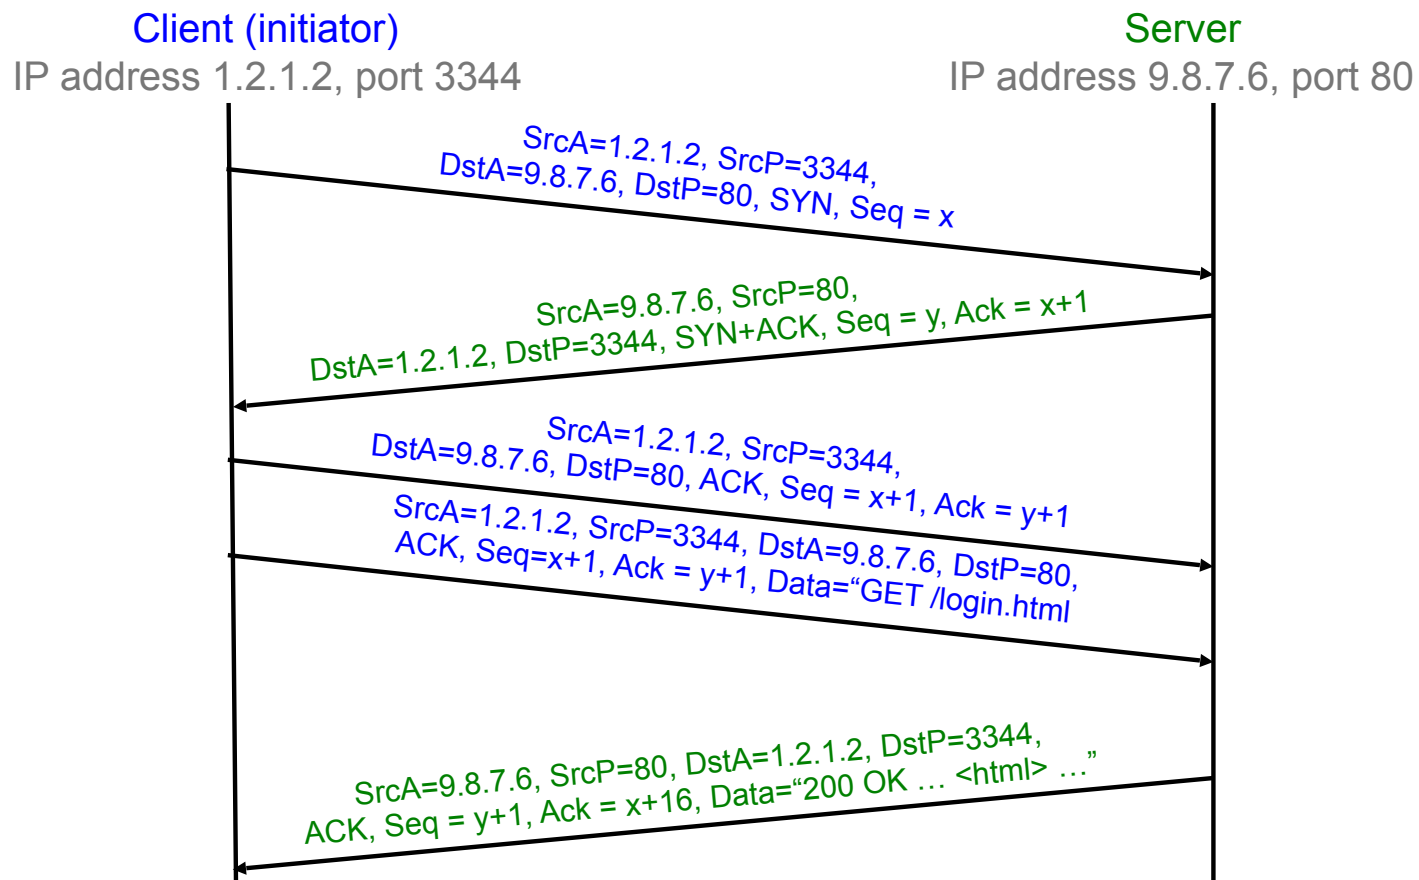 Client (initiator)
IP address 1.2.1.2, port 3344
Server
IP address 9.8.7.6, port 80
SrcA=1.2.1.2, SrcP=3344,
DstA=9.8.7.6, DstP=80, SYN, Seq = x
SrcA=9.8.7.6, SrcP=80,
DstA=1.2.1.2, DstP=3344, SYN+ACK, Seq = y, Ack = x+1
SrcA=1.2.1.2, SrcP=3344,
DstA=9.8.7.6, DstP=80, ACK, Seq = x+1, Ack = y+1
SrcA=1.2.1.2, SrcP=3344, DstA=9.8.7.6, DstP=80,
ACK, Seq=x+1, Ack = y+1, Data=“GET /login.html
SrcA=9.8.7.6, SrcP=80, DstA=1.2.1.2, DstP=3344,
ACK, Seq = y+1, Ack = x+16, Data=“200 OK … <html> …”